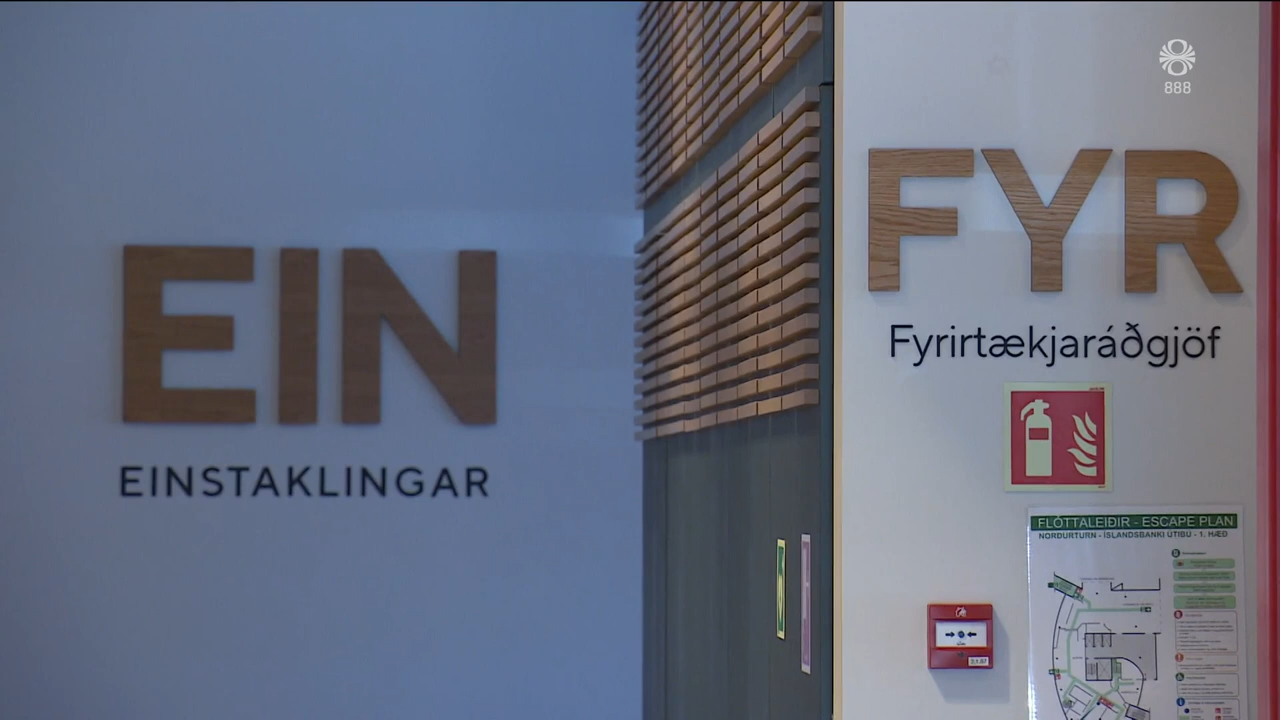 EIN
EINSTAKLINGAR
888
FYR
Fyrirtækjaráðgjöf
FLÓTTALEIÐIR - ESCAPE PLAN
NORÐURTURN - ÍSLANDSBANKI ÚTIBÚ - 1. HÆÐ